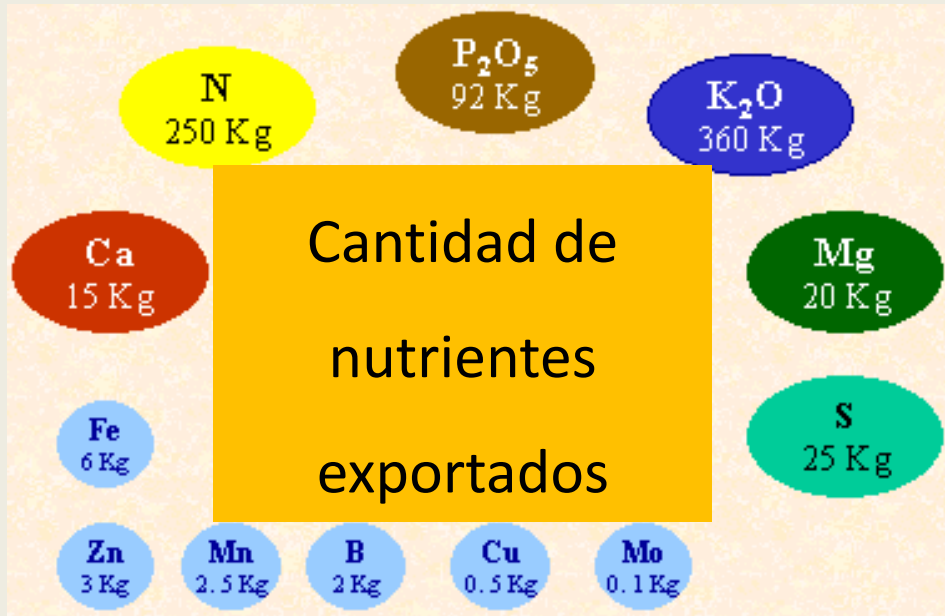 P₂O₅
92 Kg
N
250 Kg
K₂O
360 Kg
Ca
15 Kg
Cantidad de
nutrientes
exportados
Mg
20 Kg
S
25 Kg
Fe
6 Kg
Zn
3 Kg
Mn
2.5 Kg
B
2 Kg
Cu
0.5 Kg
Mo
0.1 Kg